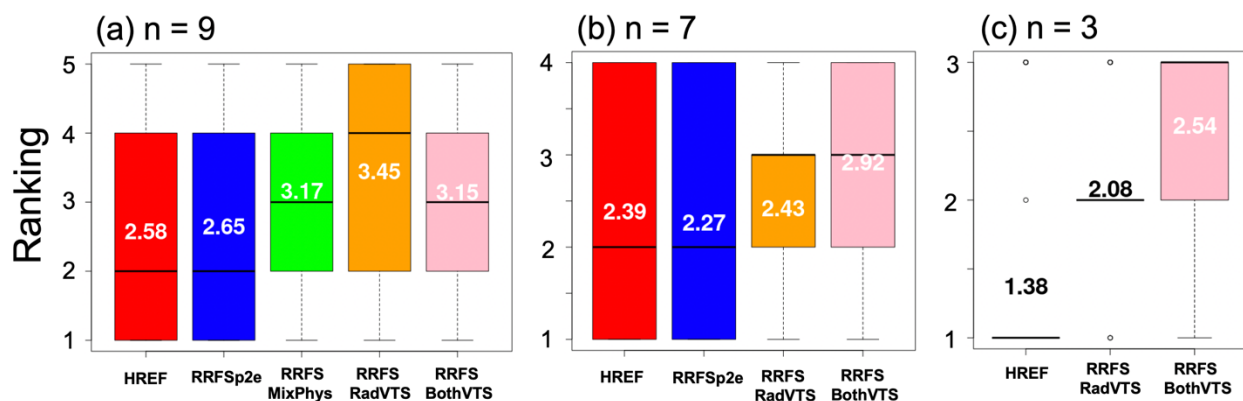 (a) n = 9
Ranking
5
4
3
2
1
2.58
2.65
3.17
3.45
3.15
HREF
RRFSp2e
RRFS
MixPhys
RRFS
RadVTS
RRFS
BothVTS
(b) n = 7
4
3
2
1
2.39
2.27
2.43
2.92
HREF
RRFSp2e
RRFS
RadVTS
RRFS
BothVTS
(c) n = 3
3
2
1
1.38
2.08
2.54
HREF
RRFS
RadVTS
RRFS
BothVTS